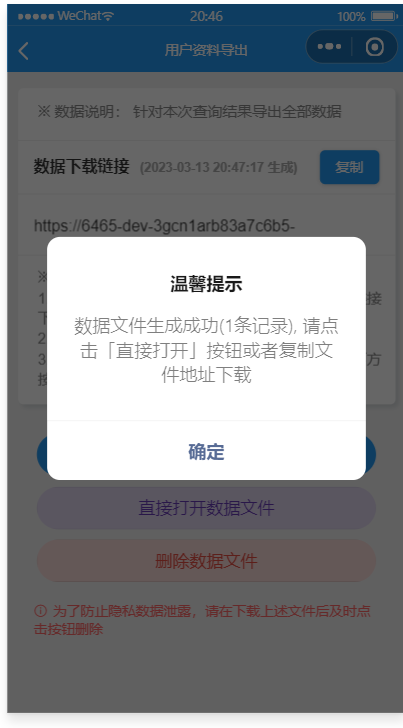 WeChat
20:46
100%
用户资料导出
※ 数据说明： 针对本次查询结果导出全部数据
数据下载链接 (2023-03-13 20:47:17 生成)
复制
https://6465-dev-3gcn1arb83a7c6b5-
※
1
接
下
2
3
方
按
温馨提示
数据文件生成成功(1条记录), 请点
击「直接打开」按钮或者复制文
件地址下载
确定
直接打开数据文件
删除数据文件
为了防止隐私数据泄露，请在下载上述文件后及时点
击按钮删除